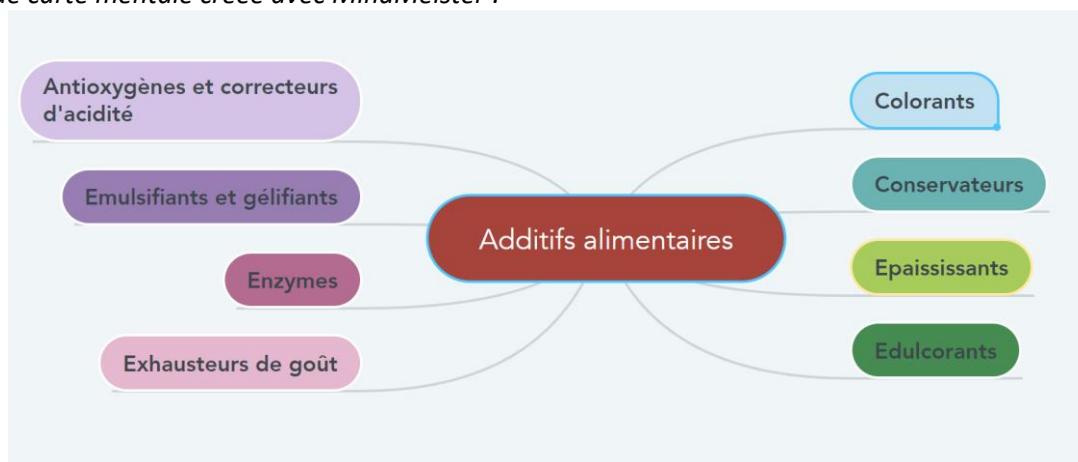 de carte mentale créée avec MindMeister :
Antioxygènes et correcteurs
d'acidité
Emulsifiants et gélifiants
Enzymes
Exhausteurs de goût
Additifs alimentaires
Colorants
Conservateurs
Epaississants
Edulcorants